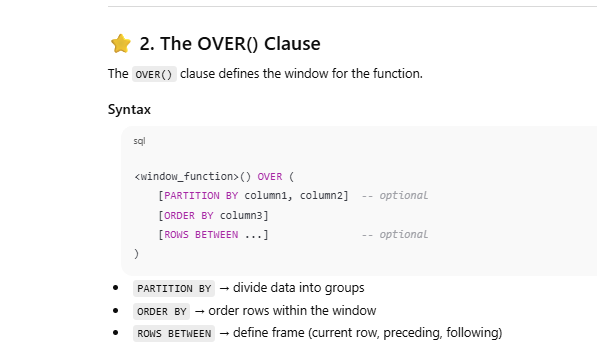 ⭐ 2. The OVER() Clause
The OVER() clause defines the window for the function.
Syntax
sql
<window_function>() OVER (
    [PARTITION BY column1, column2]  -- optional
    [ORDER BY column3]
    [ROWS BETWEEN ...]               -- optional
)
• PARTITION BY → divide data into groups
• ORDER BY → order rows within the window
• ROWS BETWEEN → define frame (current row, preceding, following)